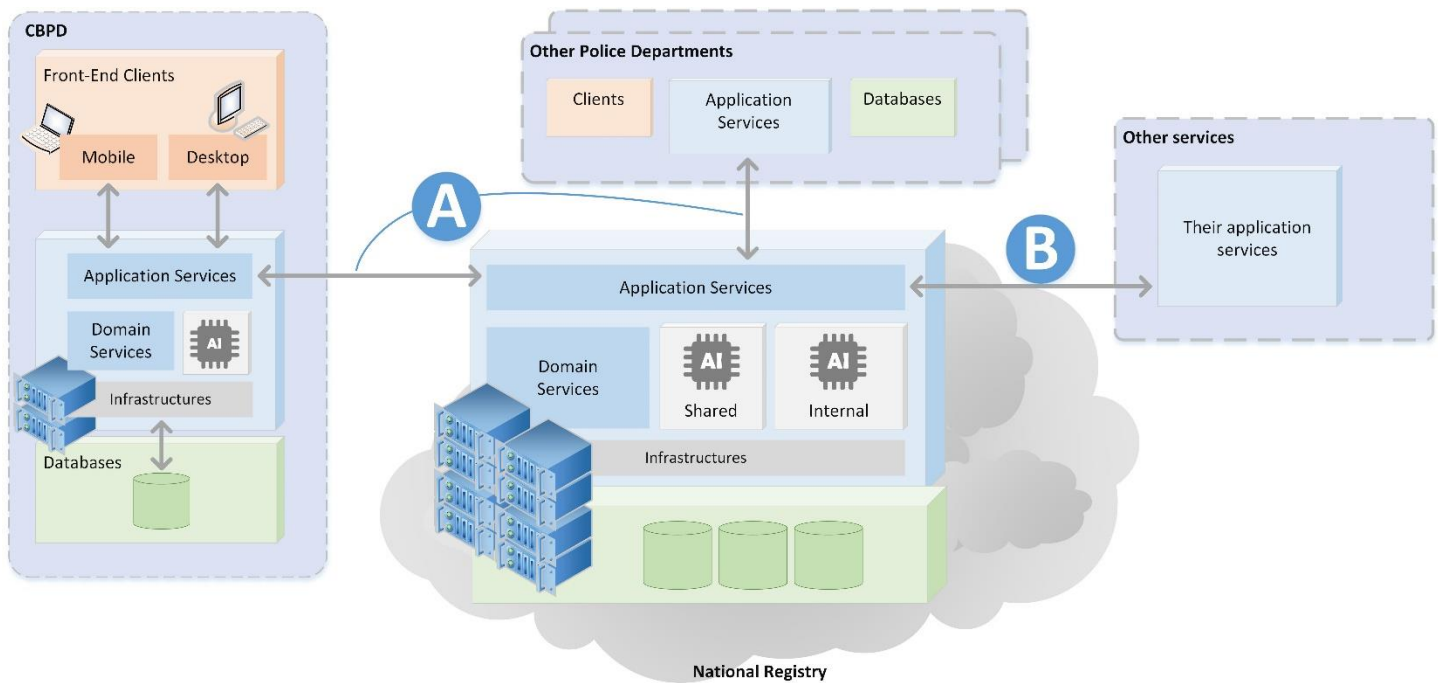 CBPD
Front-End Clients
Mobile
Desktop
Application Services
Domain
Services
AI
Infrastructures
Databases
A
Other Police Departments
Clients
Application
Services
Databases
Application Services
Domain
Services
AI
Shared
AI
Internal
Infrastructures
National Registry
B
Other services
Their application
services